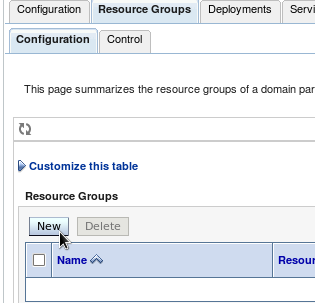 Configuration Resource Groups Deployments Servi
Configuration Control
This page summarizes the resource groups of a domain par
Customize this table
Resource Groups
New Delete
Name Resour